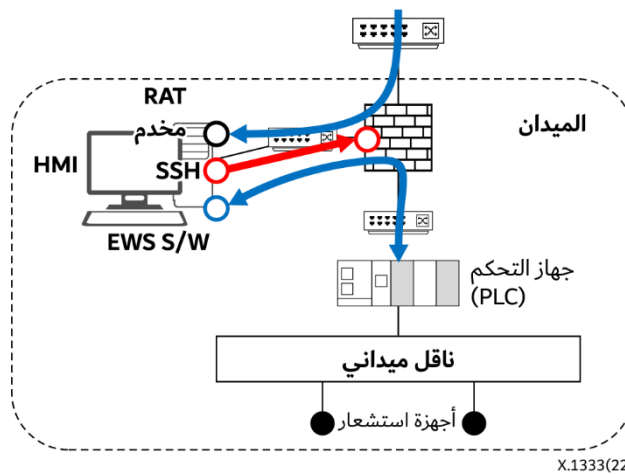 RAT
مخدم
الميدان
HMI
SSH
EWS S/W
جهاز التحكم
(PLC)
ناقل ميداني
أجهزة استشعار
X.1333(22